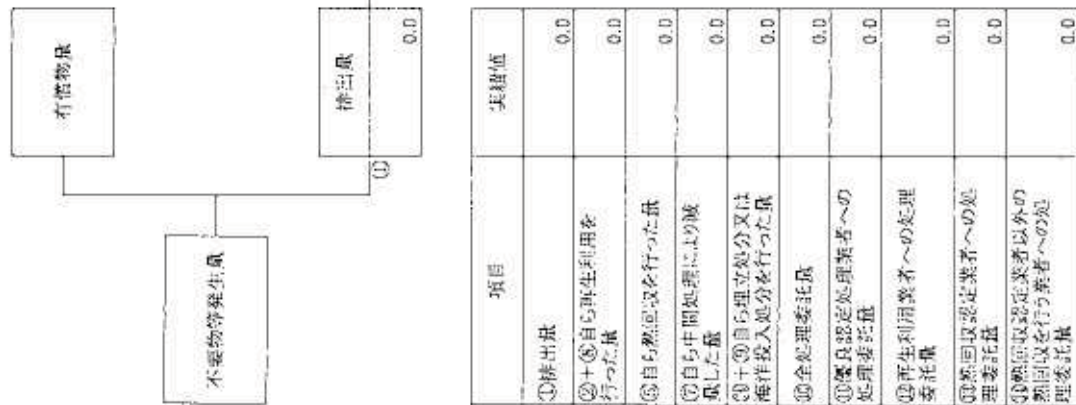 有償物量
不要物等発生量
①
排出量
0.0
項目
実績値
①排出量
0.0
②+⑧自ら再生利用を
行った量
0.0
⑤自ら熱回収を行った量
0.0
⑦自ら中間処理により減
量した量
0.0
③+⑨自ら埋立処分又は
海洋投入処分を行った量
0.0
⑩全処理委託量
0.0
⑪優良認定処理業者への
処理委託量
0.0
⑫再生利用業者への処理
委託量
0.0
⑬熱回収認定業者への処
理委託量
0.0
⑭熱回収認定業者以外の
熱回収を行う業者への処
理委託量
0.0